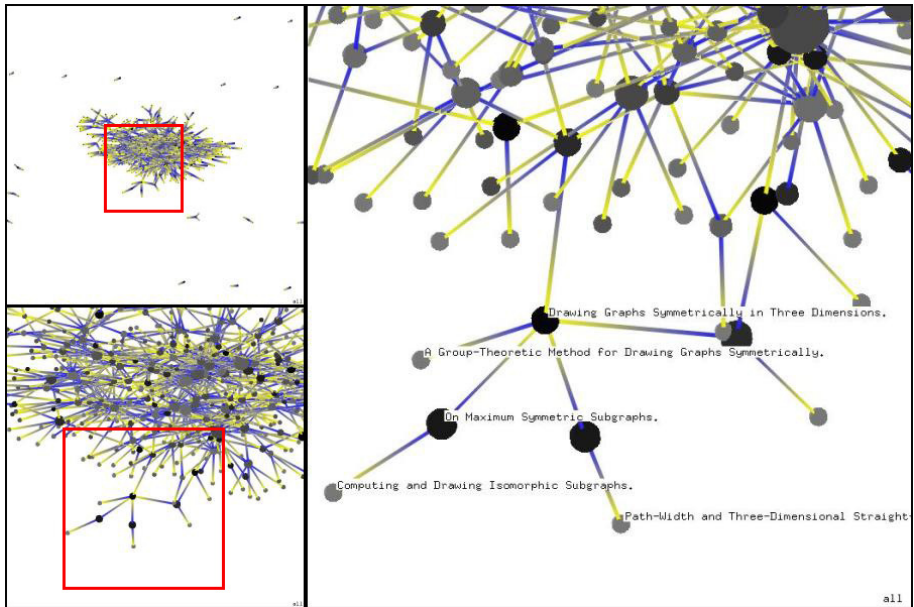 all
all
Drawing Graphs Symmetrically in Three Dimensions.
A Group-Theoretic Method for Drawing Graphs Symmetrically.
On Maximum Symmetric Subgraphs.
Computing and Drawing Isomorphic Subgraphs.
Path-Width and Three-Dimensional Straight-
all